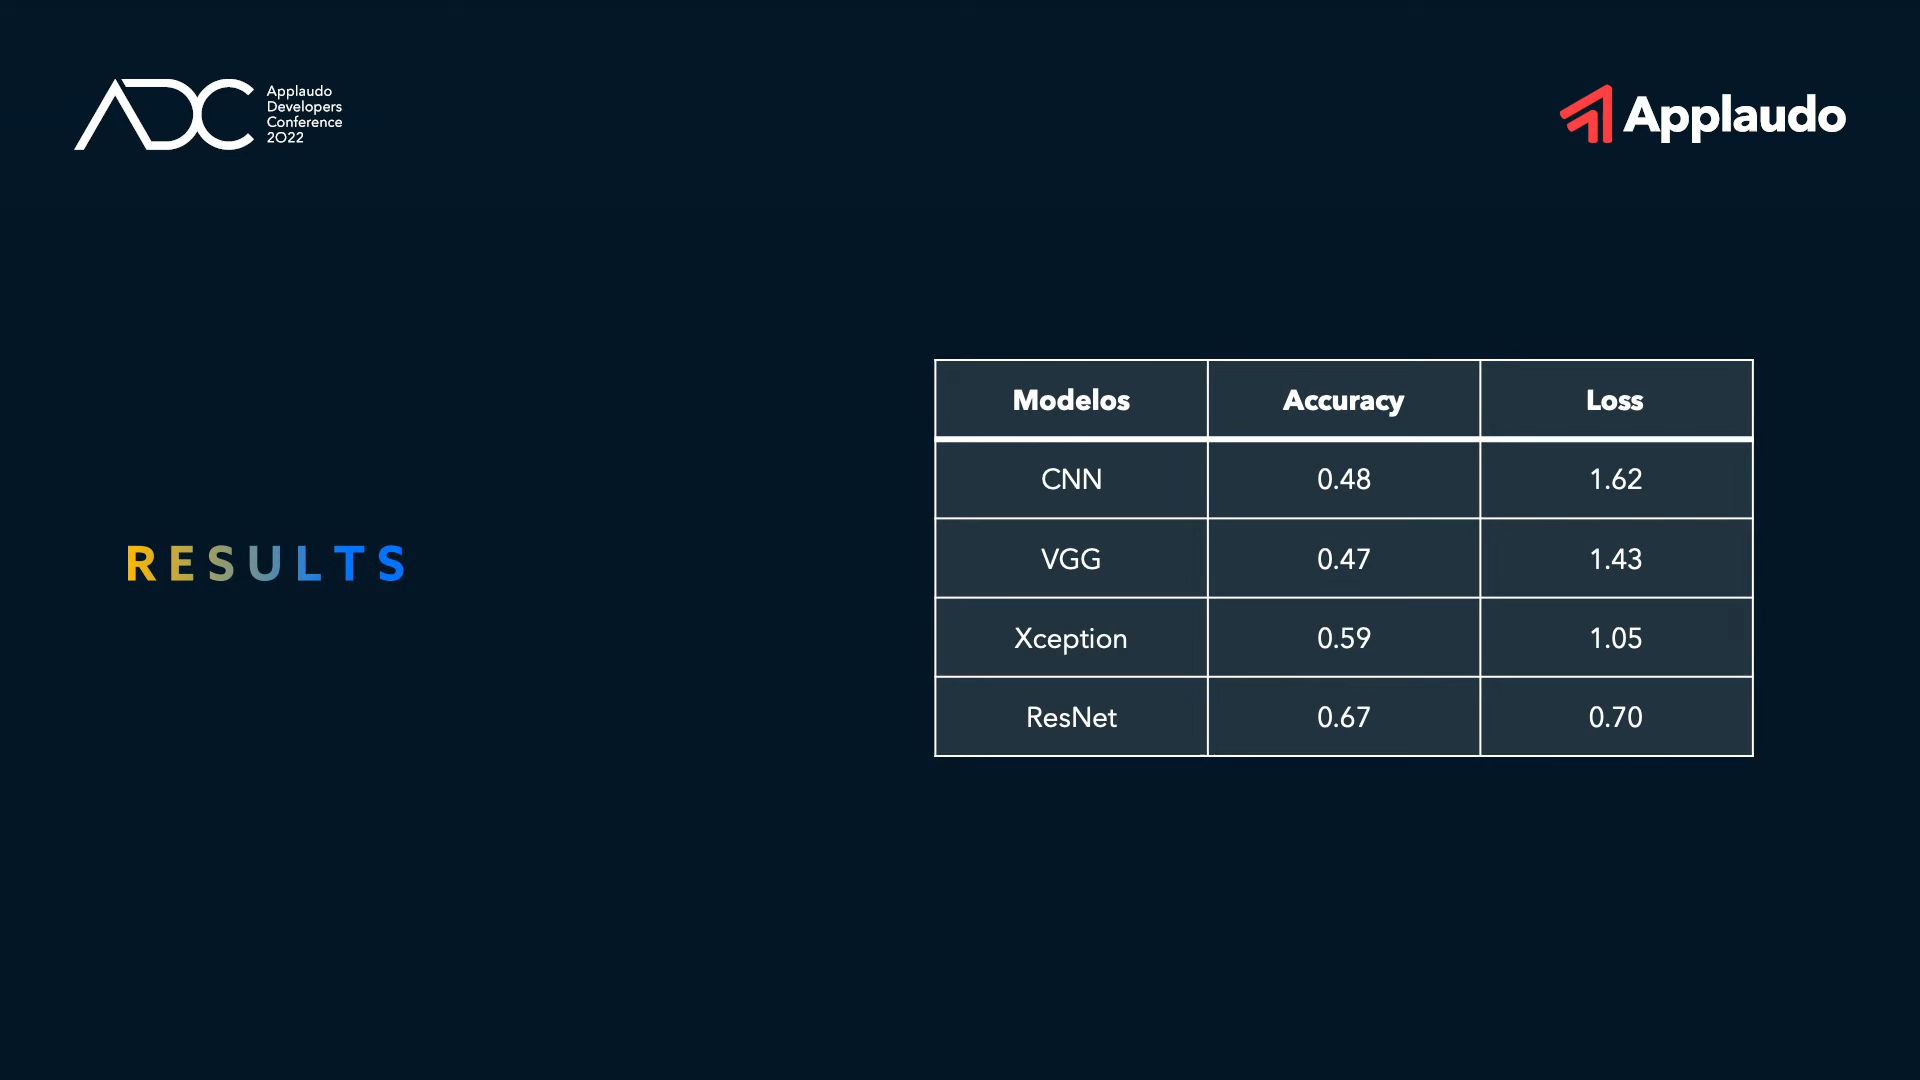 ADC
Applaudo
Developers
Conference
2022
Applaudo
RESULTS
Modelos Accuracy Loss
CNN 0.48 1.62
VGG 0.47 1.43
Xception 0.59 1.05
ResNet 0.67 0.70